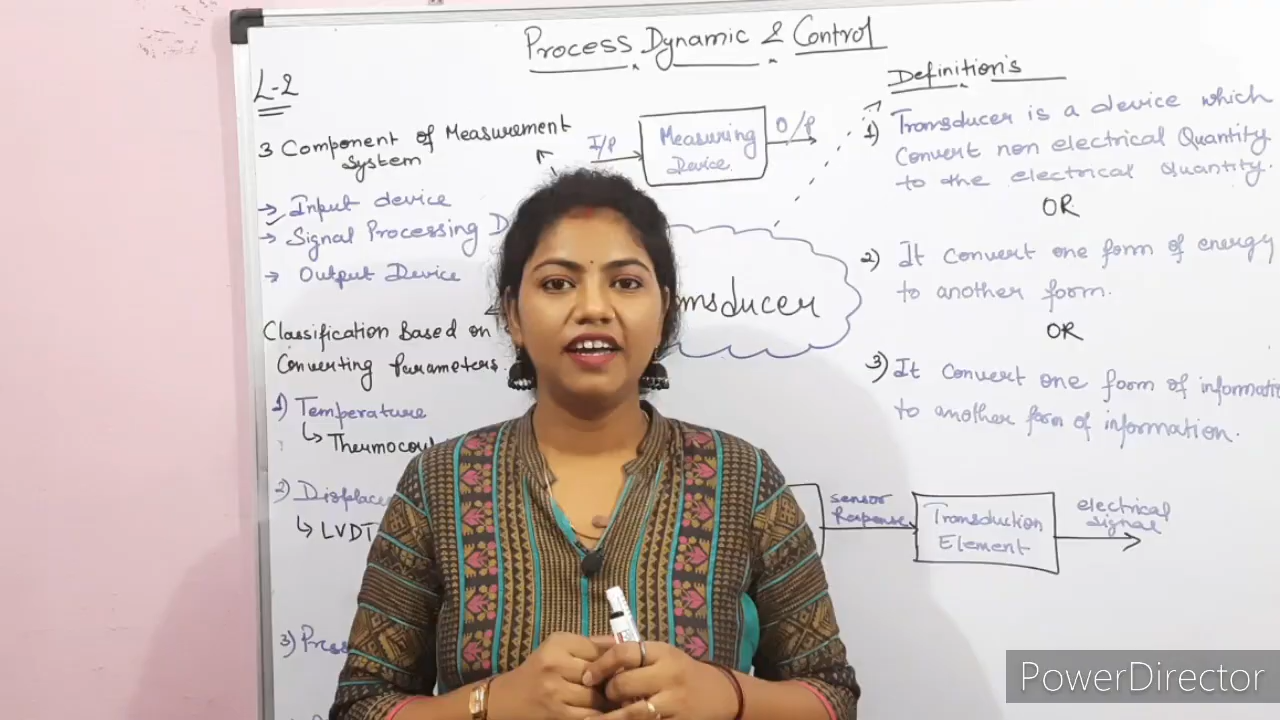 Process Dynamic & Control
L-2
3 Component of Measurement
System
→ Input device
→ Signal Processing D
→ Output Device
Classification Based on
Converting Parameters.
1) Temperature
↳ Thermocou
2) Displace
↳ LVDT
3) Press
I/P
Measuring
Device
O/P
nsducer
Definition's
1) Transducer is a device which
Convert non electrical Quantity
to the electrical Quantity.
OR
2) It Convert one form of energy
to another form.
OR
3) It Convert one form of informati
to another form of information.
sensor
Response
Transduction
Element
electrical
signal
PowerDirector